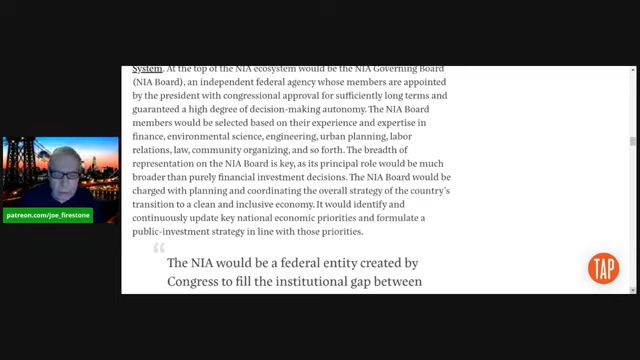 System. At the top of the NIA ecosystem would be the NIA Governing Board
(NIA Board), an independent federal agency whose members are appointed
by the president with congressional approval for sufficiently long terms and
guaranteed a high degree of decision-making autonomy. The NIA Board
members would be selected based on their experience and expertise in
finance, environmental science, engineering, urban planning, labor
relations, law, community organizing, and so forth. The breadth of
representation on the NIA Board is key, as its principal role would be much
broader than purely financial investment decisions. The NIA Board would be
charged with planning and coordinating the overall strategy of the country's
transition to a clean and inclusive economy. It would identify and
continuously update key national economic priorities and formulate a
public-investment strategy in line with those priorities.
“
The NIA would be a federal entity created by
Congress to fill the institutional gap between
patreon.com/joe_firestone
TAP